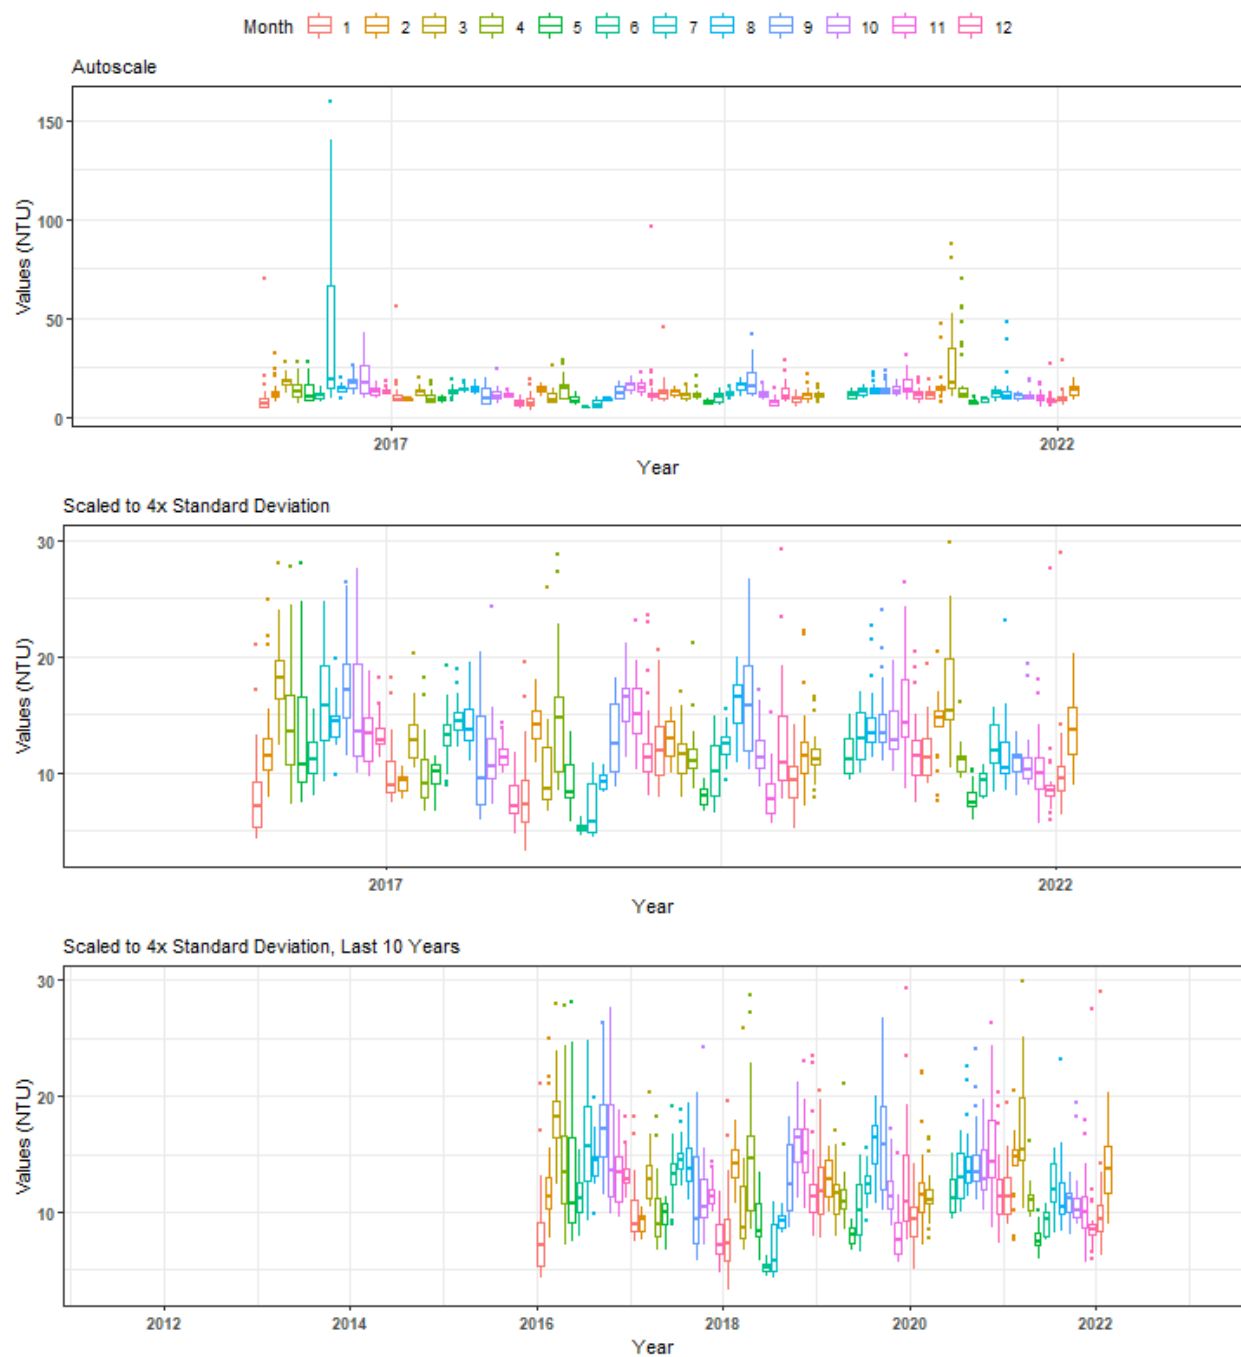 Month 1 2 3 4 5 6 7 8 9 10 11 12
Autoscale
150
100
50
0
Values (NTU)
2017 2022
Year
Scaled to 4x Standard Deviation
30
20
10
Values (NTU)
2017 2022
Year
Scaled to 4x Standard Deviation, Last 10 Years
30
20
10
Values (NTU)
2012 2014 2016 2018 2020 2022
Year